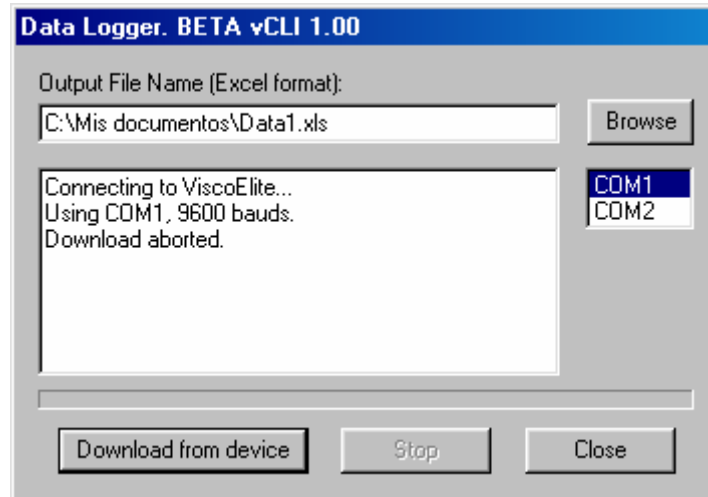 Data Logger. BETA vCLI 1.00
Output File Name (Excel format):
C:\Mis documentos\Data1.xls
Browse
Connecting to ViscoElite...
Using COM1, 9600 bauds.
Download aborted.
COM1
COM2
Download from device
Stop
Close